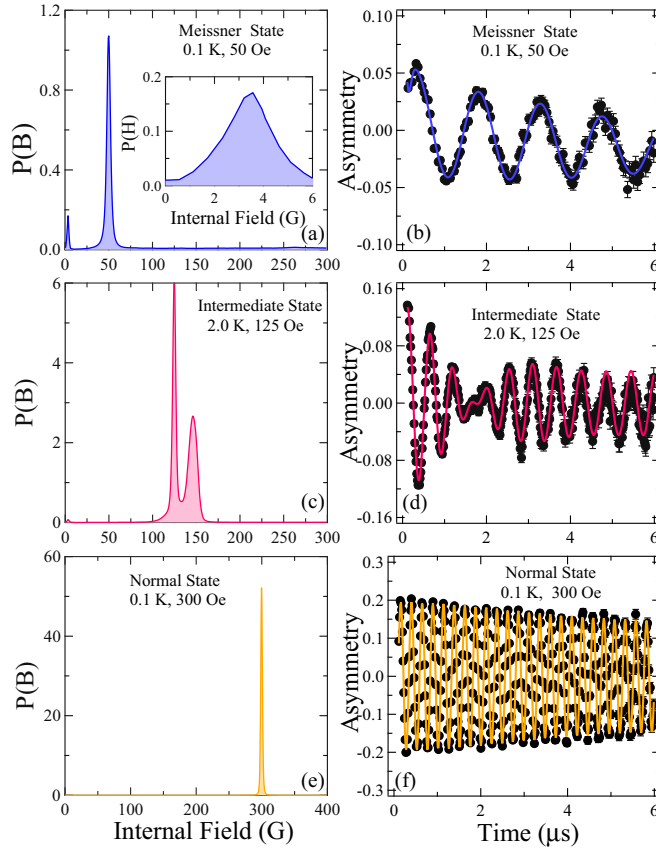 1.8
1.2
0.6
0.0
P(B)
Meissner State
0.1 K, 50 Oe
0.2
0.1
0.0
P(H)
0 2 4 6
Internal Field (G)
(a)
0 50 100 150 200 250 300
0.10
0.05
0.00
-0.05
-0.10
Asymmetry
Meissner State
0.1 K, 50 Oe
(b)
0 2 4 6
6
4
2
0
P(B)
Intermediate State
2.0 K, 125 Oe
(c)
0 50 100 150 200 250 300
0.16
0.08
0.00
-0.08
-0.16
Asymmetry
Intermediate State
2.0 K, 125 Oe
(d)
0 2 4 6
60
40
20
0
P(B)
Normal State
0.1 K, 300 Oe
(e)
0 100 200 300 400
Internal Field (G)
0.3
0.2
0.1
0.0
-0.1
-0.2
-0.3
Asymmetry
Normal State
0.1 K, 300 Oe
(f)
0 2 4 6
Time (μs)